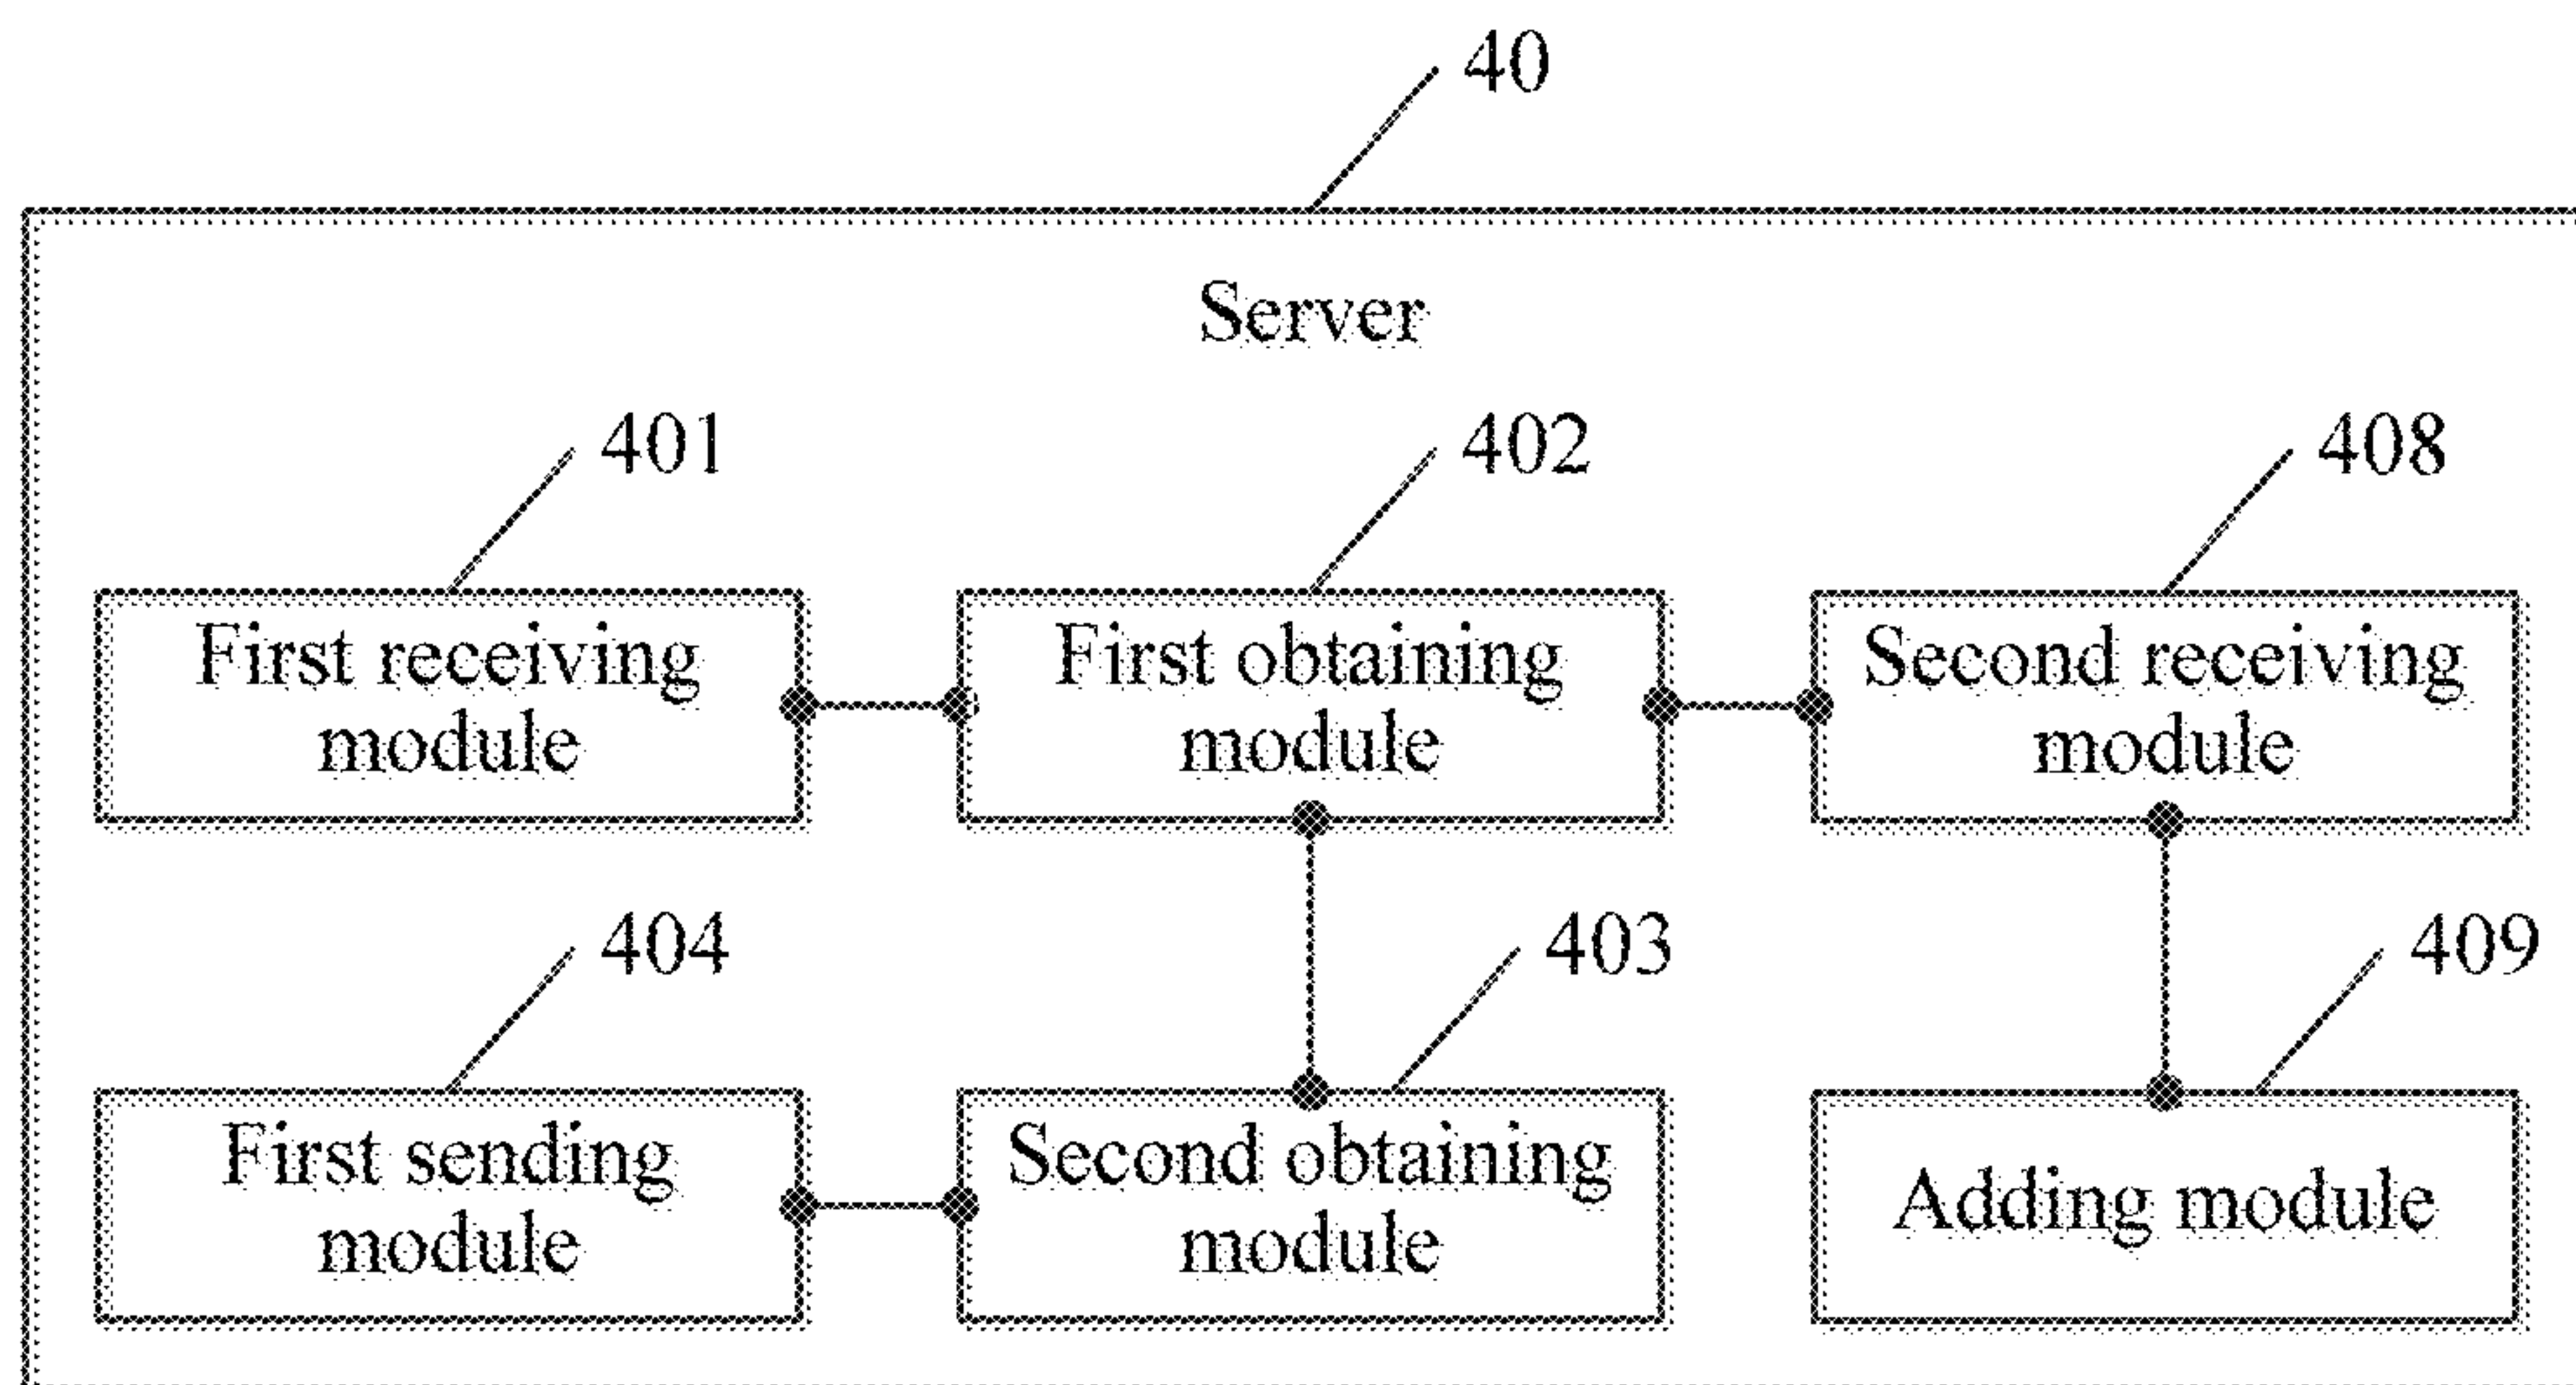 40
Server
401
402
408
First receiving
module
First obtaining
module
Second receiving
module
404
403
409
First sending
module
Second obtaining
module
Adding module